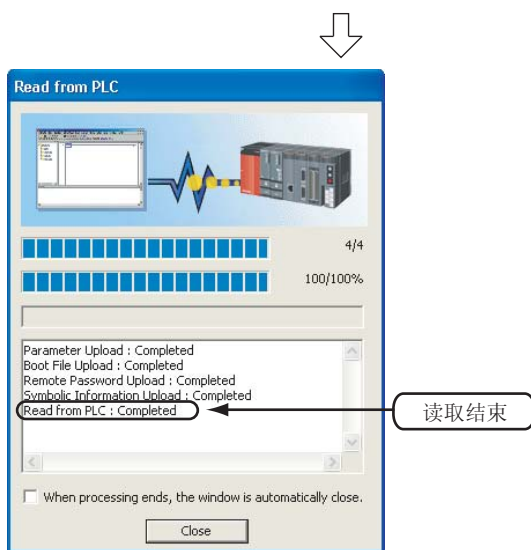 Read from PLC
4/4
100/100%
Parameter Upload : Completed
Boot File Upload : Completed
Remote Password Upload : Completed
Symbolic Information Upload : Completed
Read from PLC : Completed
读取结束
When processing ends, the window is automatically close.
Close